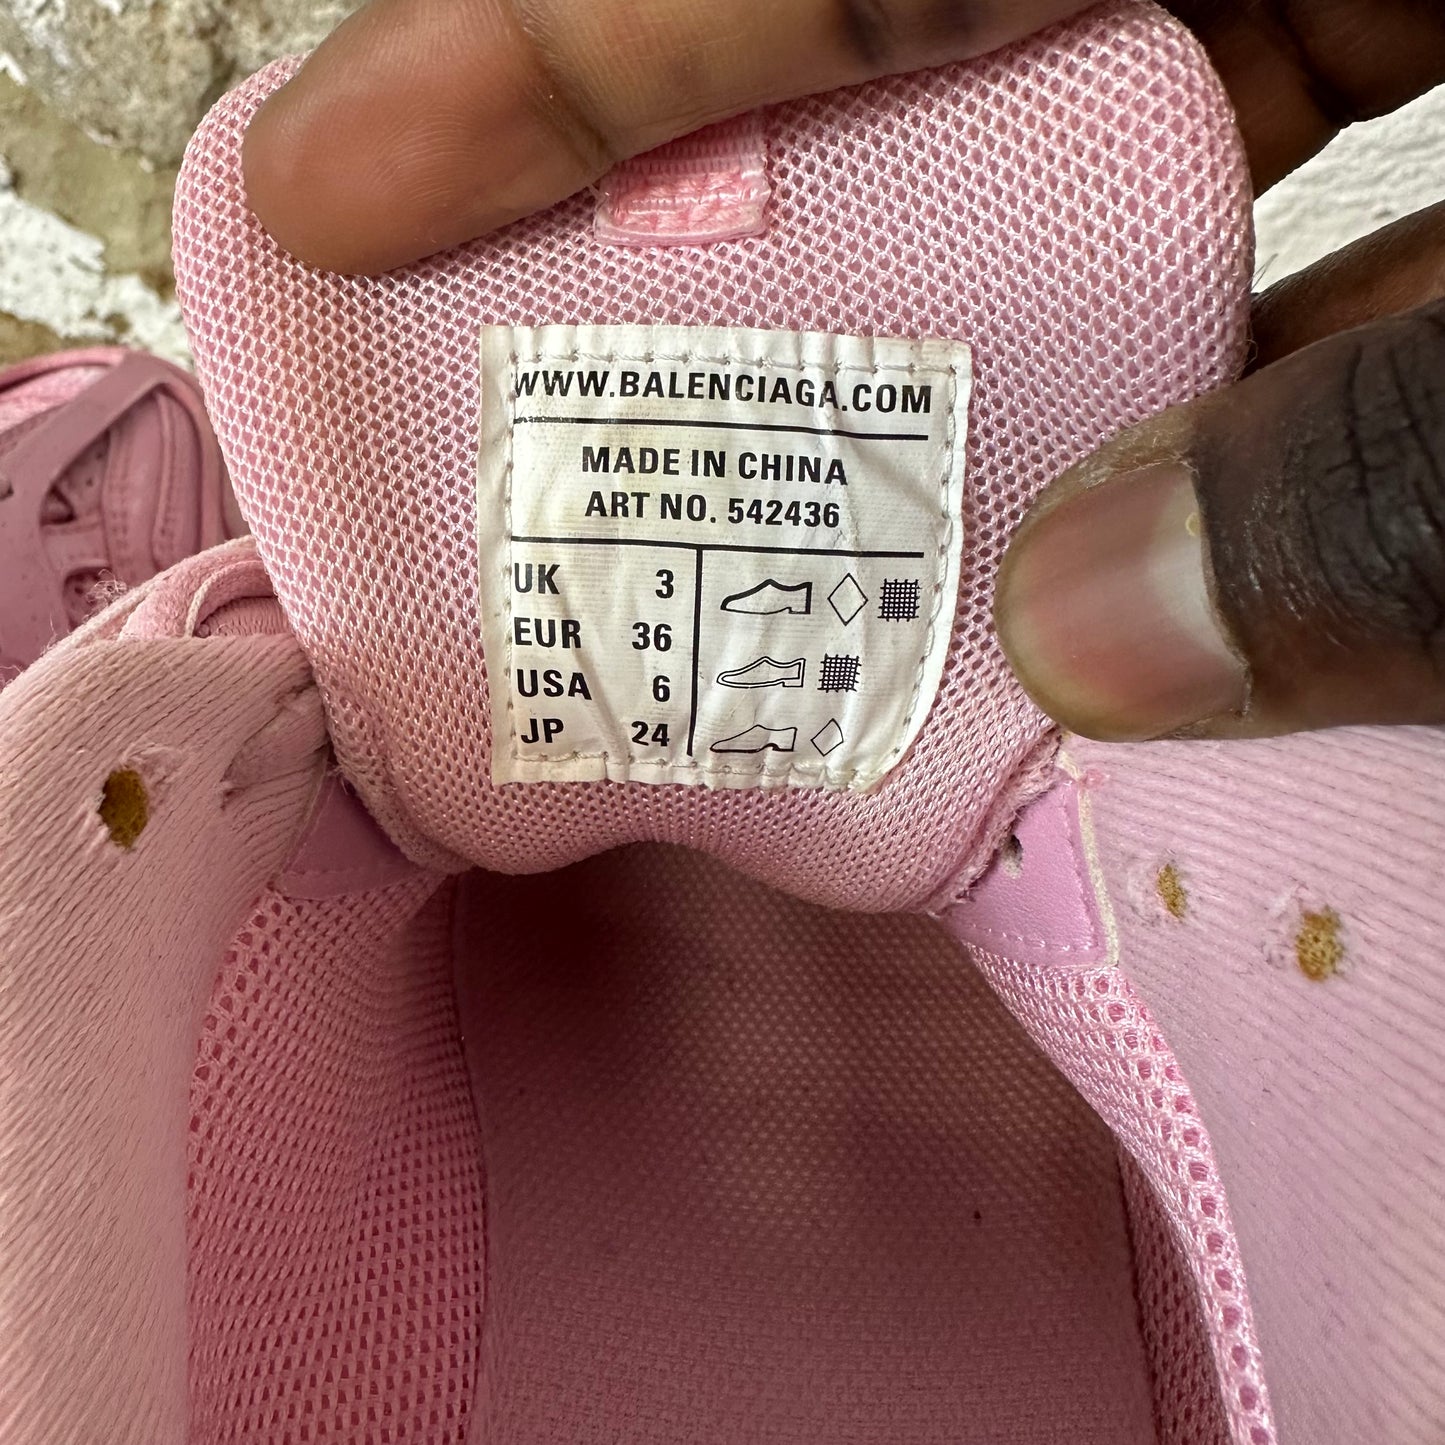 WWW.BALENCIAGA.COM
MADE IN CHINA
ART NO. 542436
UK 3
EUR 36
USA 6
JP 24